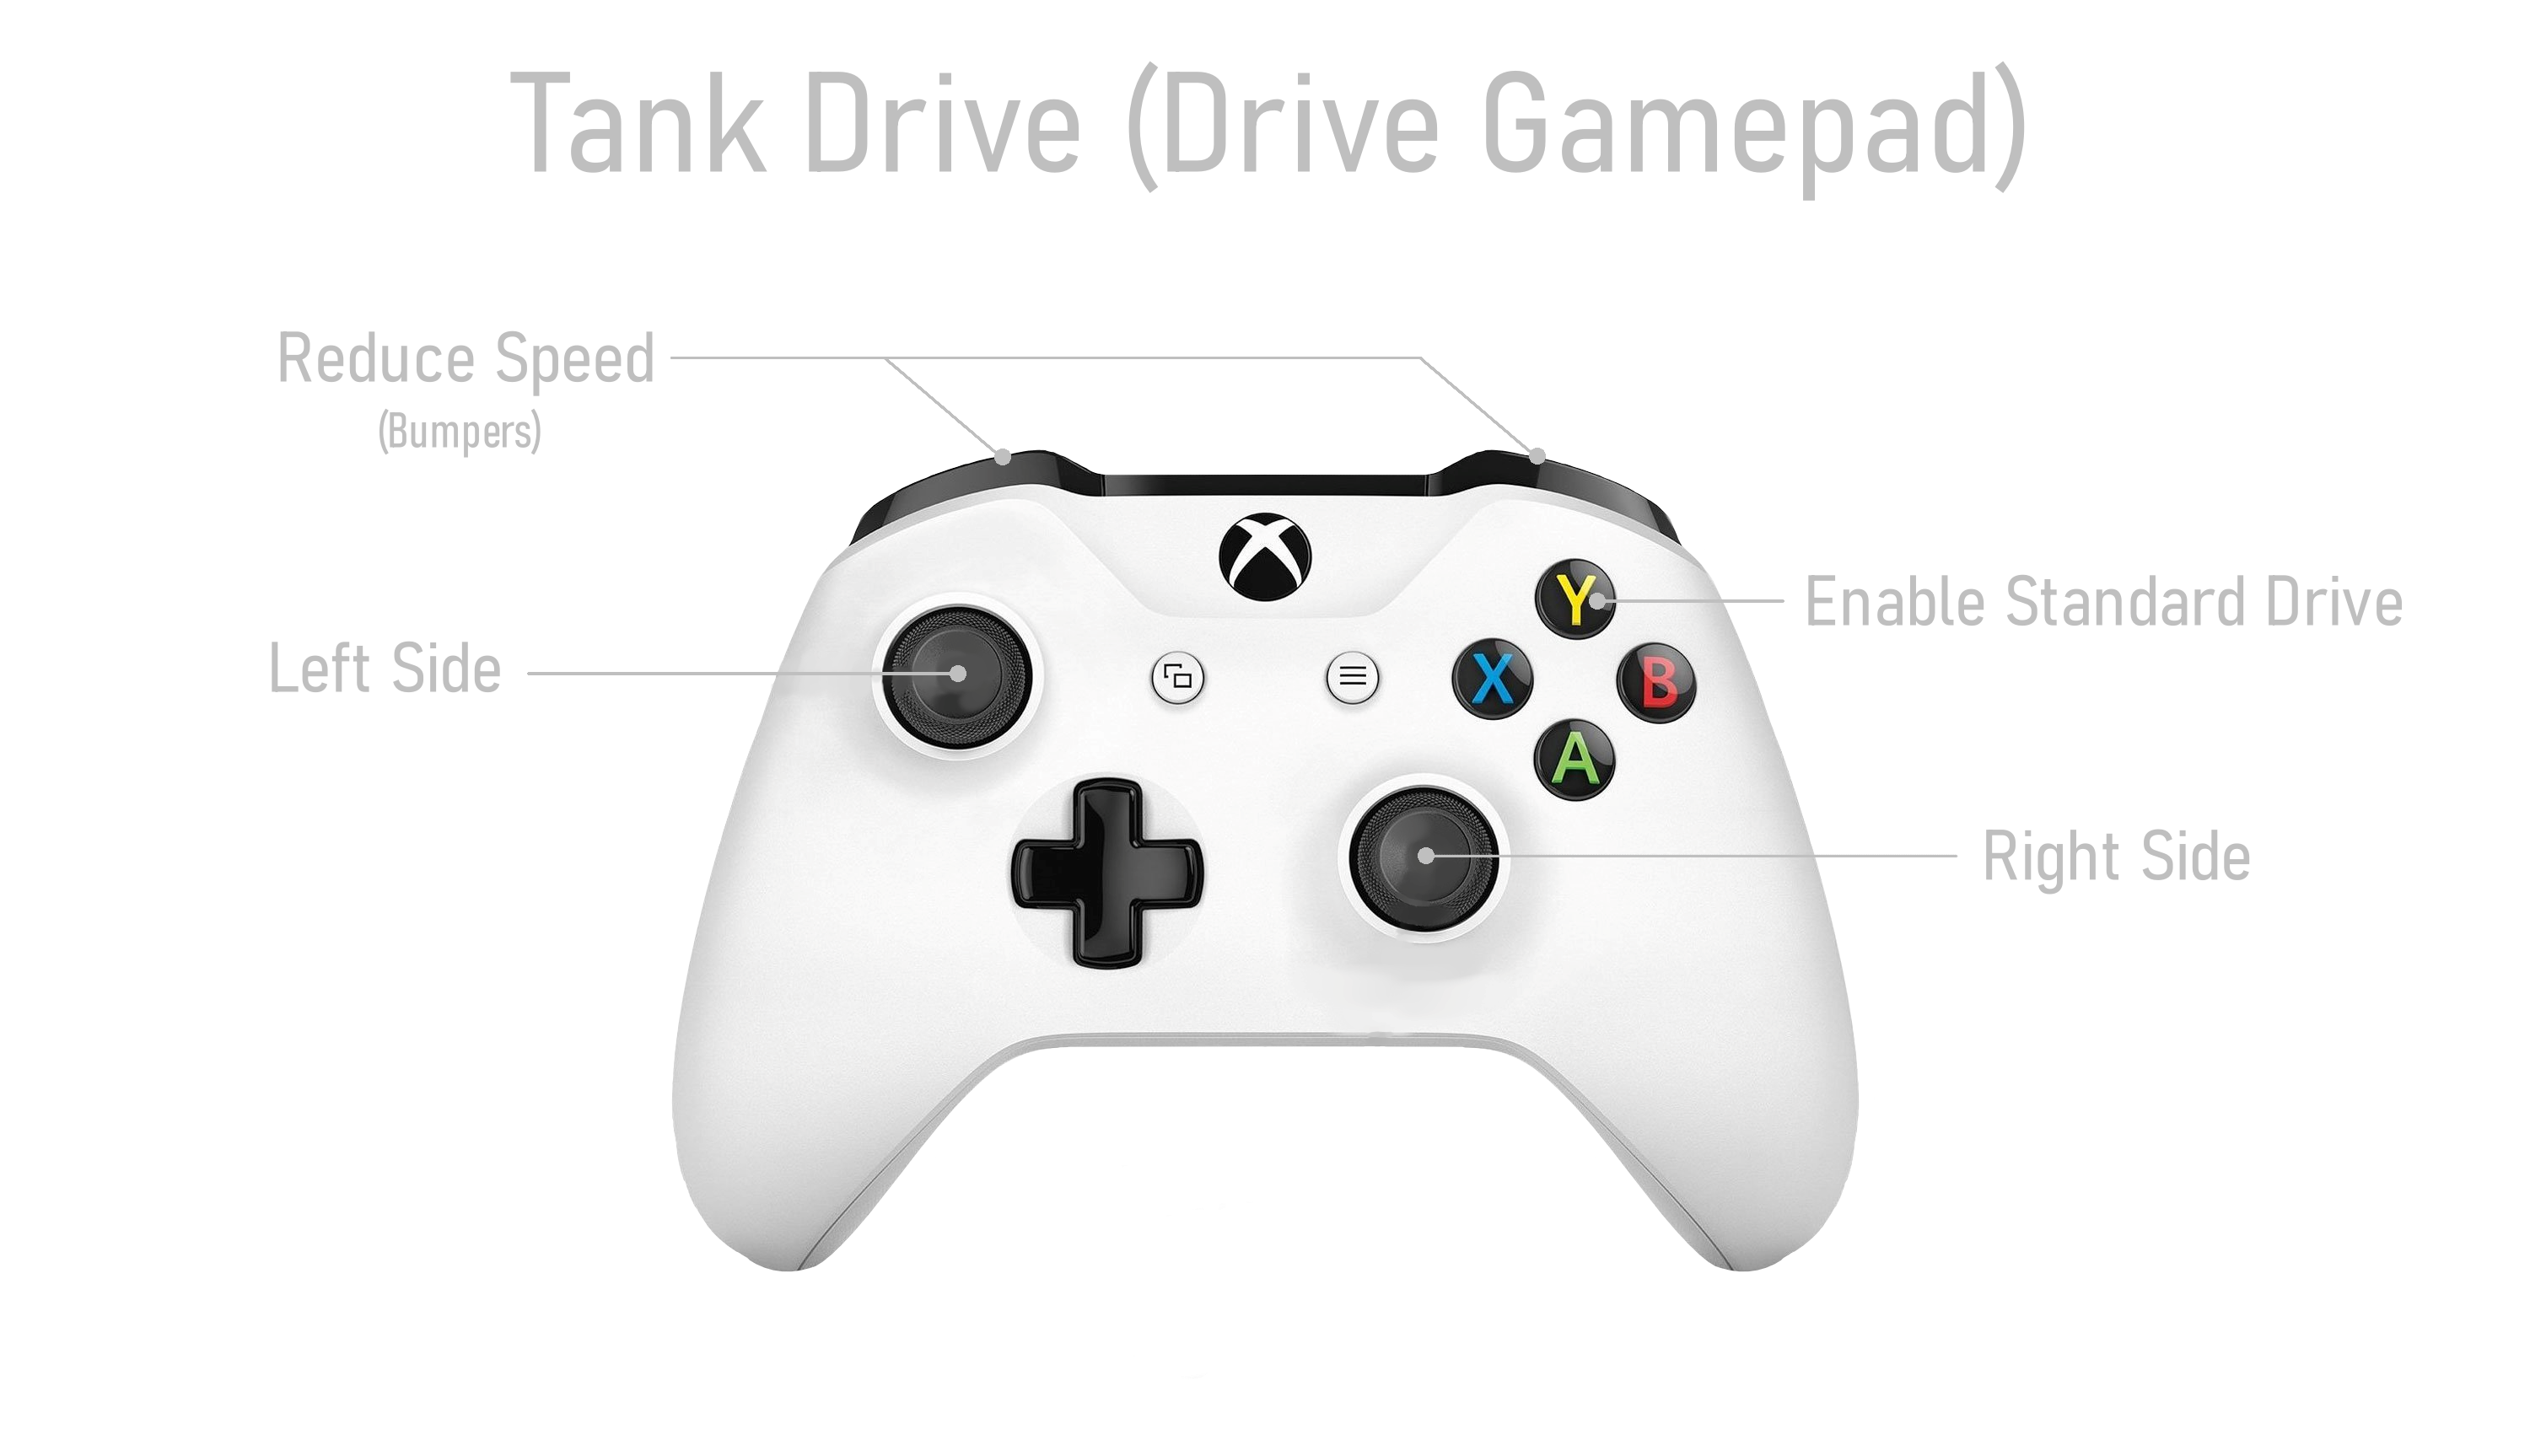 Tank Drive (Drive Gamepad)
Reduce Speed
(Bumpers)
Y
Enable Standard Drive
Left Side
X
B
A
Right Side